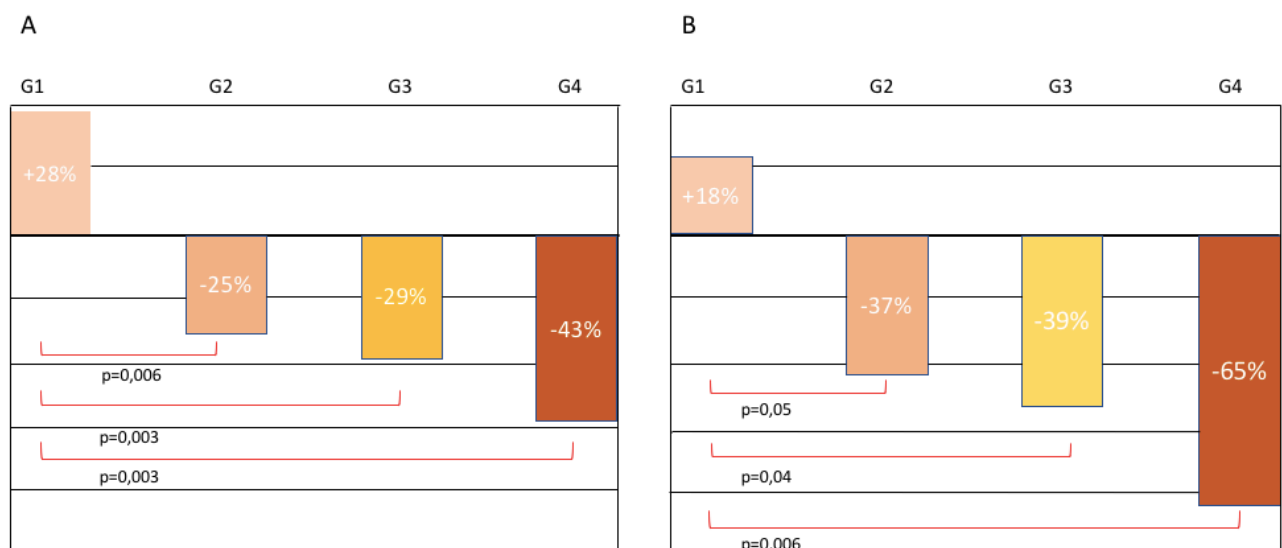 A
G1 G2 G3 G4
+28%
-25%
-29%
-43%
p=0,006
p=0,003
p=0,003
B
G1 G2 G3 G4
+18%
-37%
-39%
-65%
p=0,05
p=0,04
p=0,006